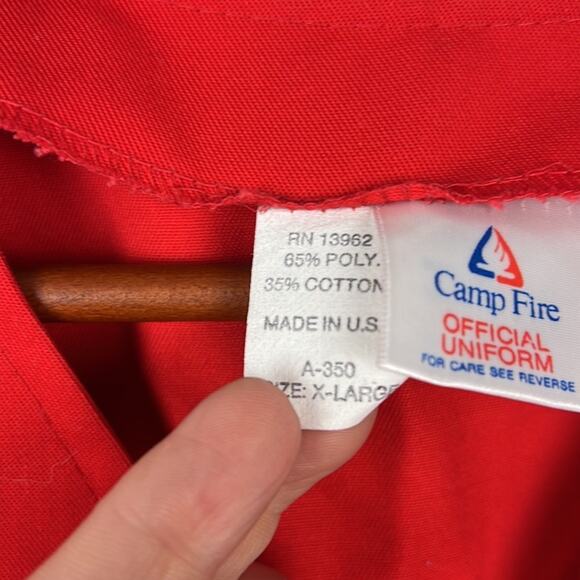 RN 13962
65% POLY.
35% COTTON
MADE IN U.S
A-350
ZE: X-LARGE
Camp Fire
OFFICIAL
UNIFORM
FOR CARE SEE REVERSE